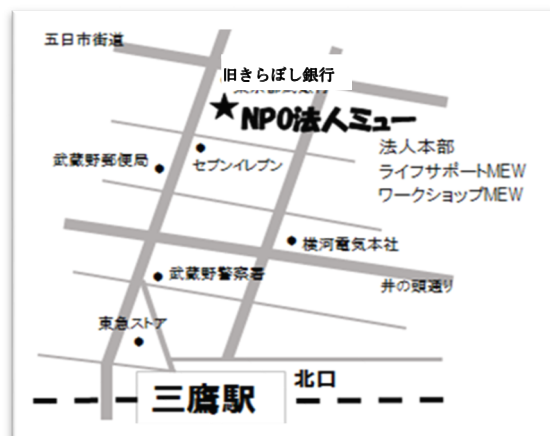 五日市街道
旧きらぼし銀行
★NPO法人ミュー
法人本部
ライフサポートMEW
ワークショップMEW
武蔵野郵便局
セブンイレブン
横河電気本社
武蔵野警察署
井の頭通り
東急ストア
北口
三鷹駅